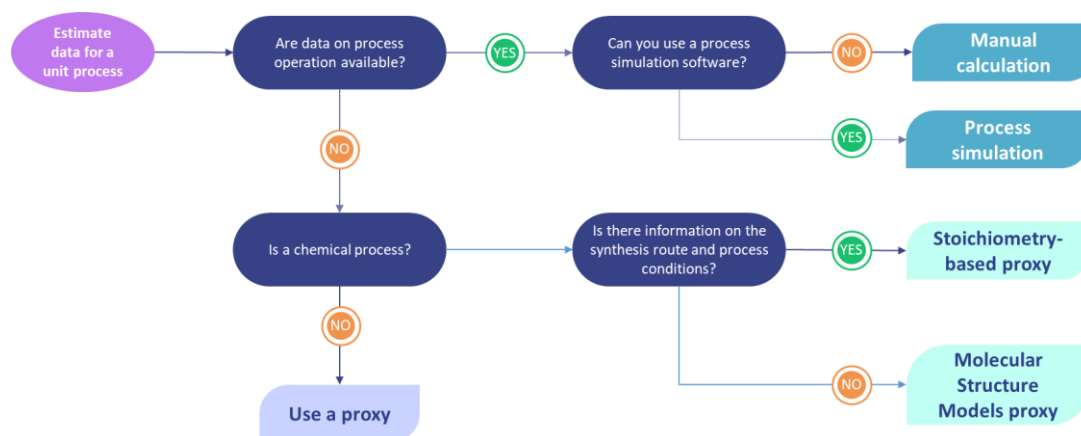 Estimate
data for a
unit process
Are data on process
operation available?
YES
Can you use a process
simulation software?
NO
Manual
calculation
YES
Process
simulation
NO
Is a chemical process?
Is there information on the
synthesis route and process
conditions?
YES
Stoichiometry-
based proxy
NO
Use a proxy
NO
Molecular
Structure
Models proxy